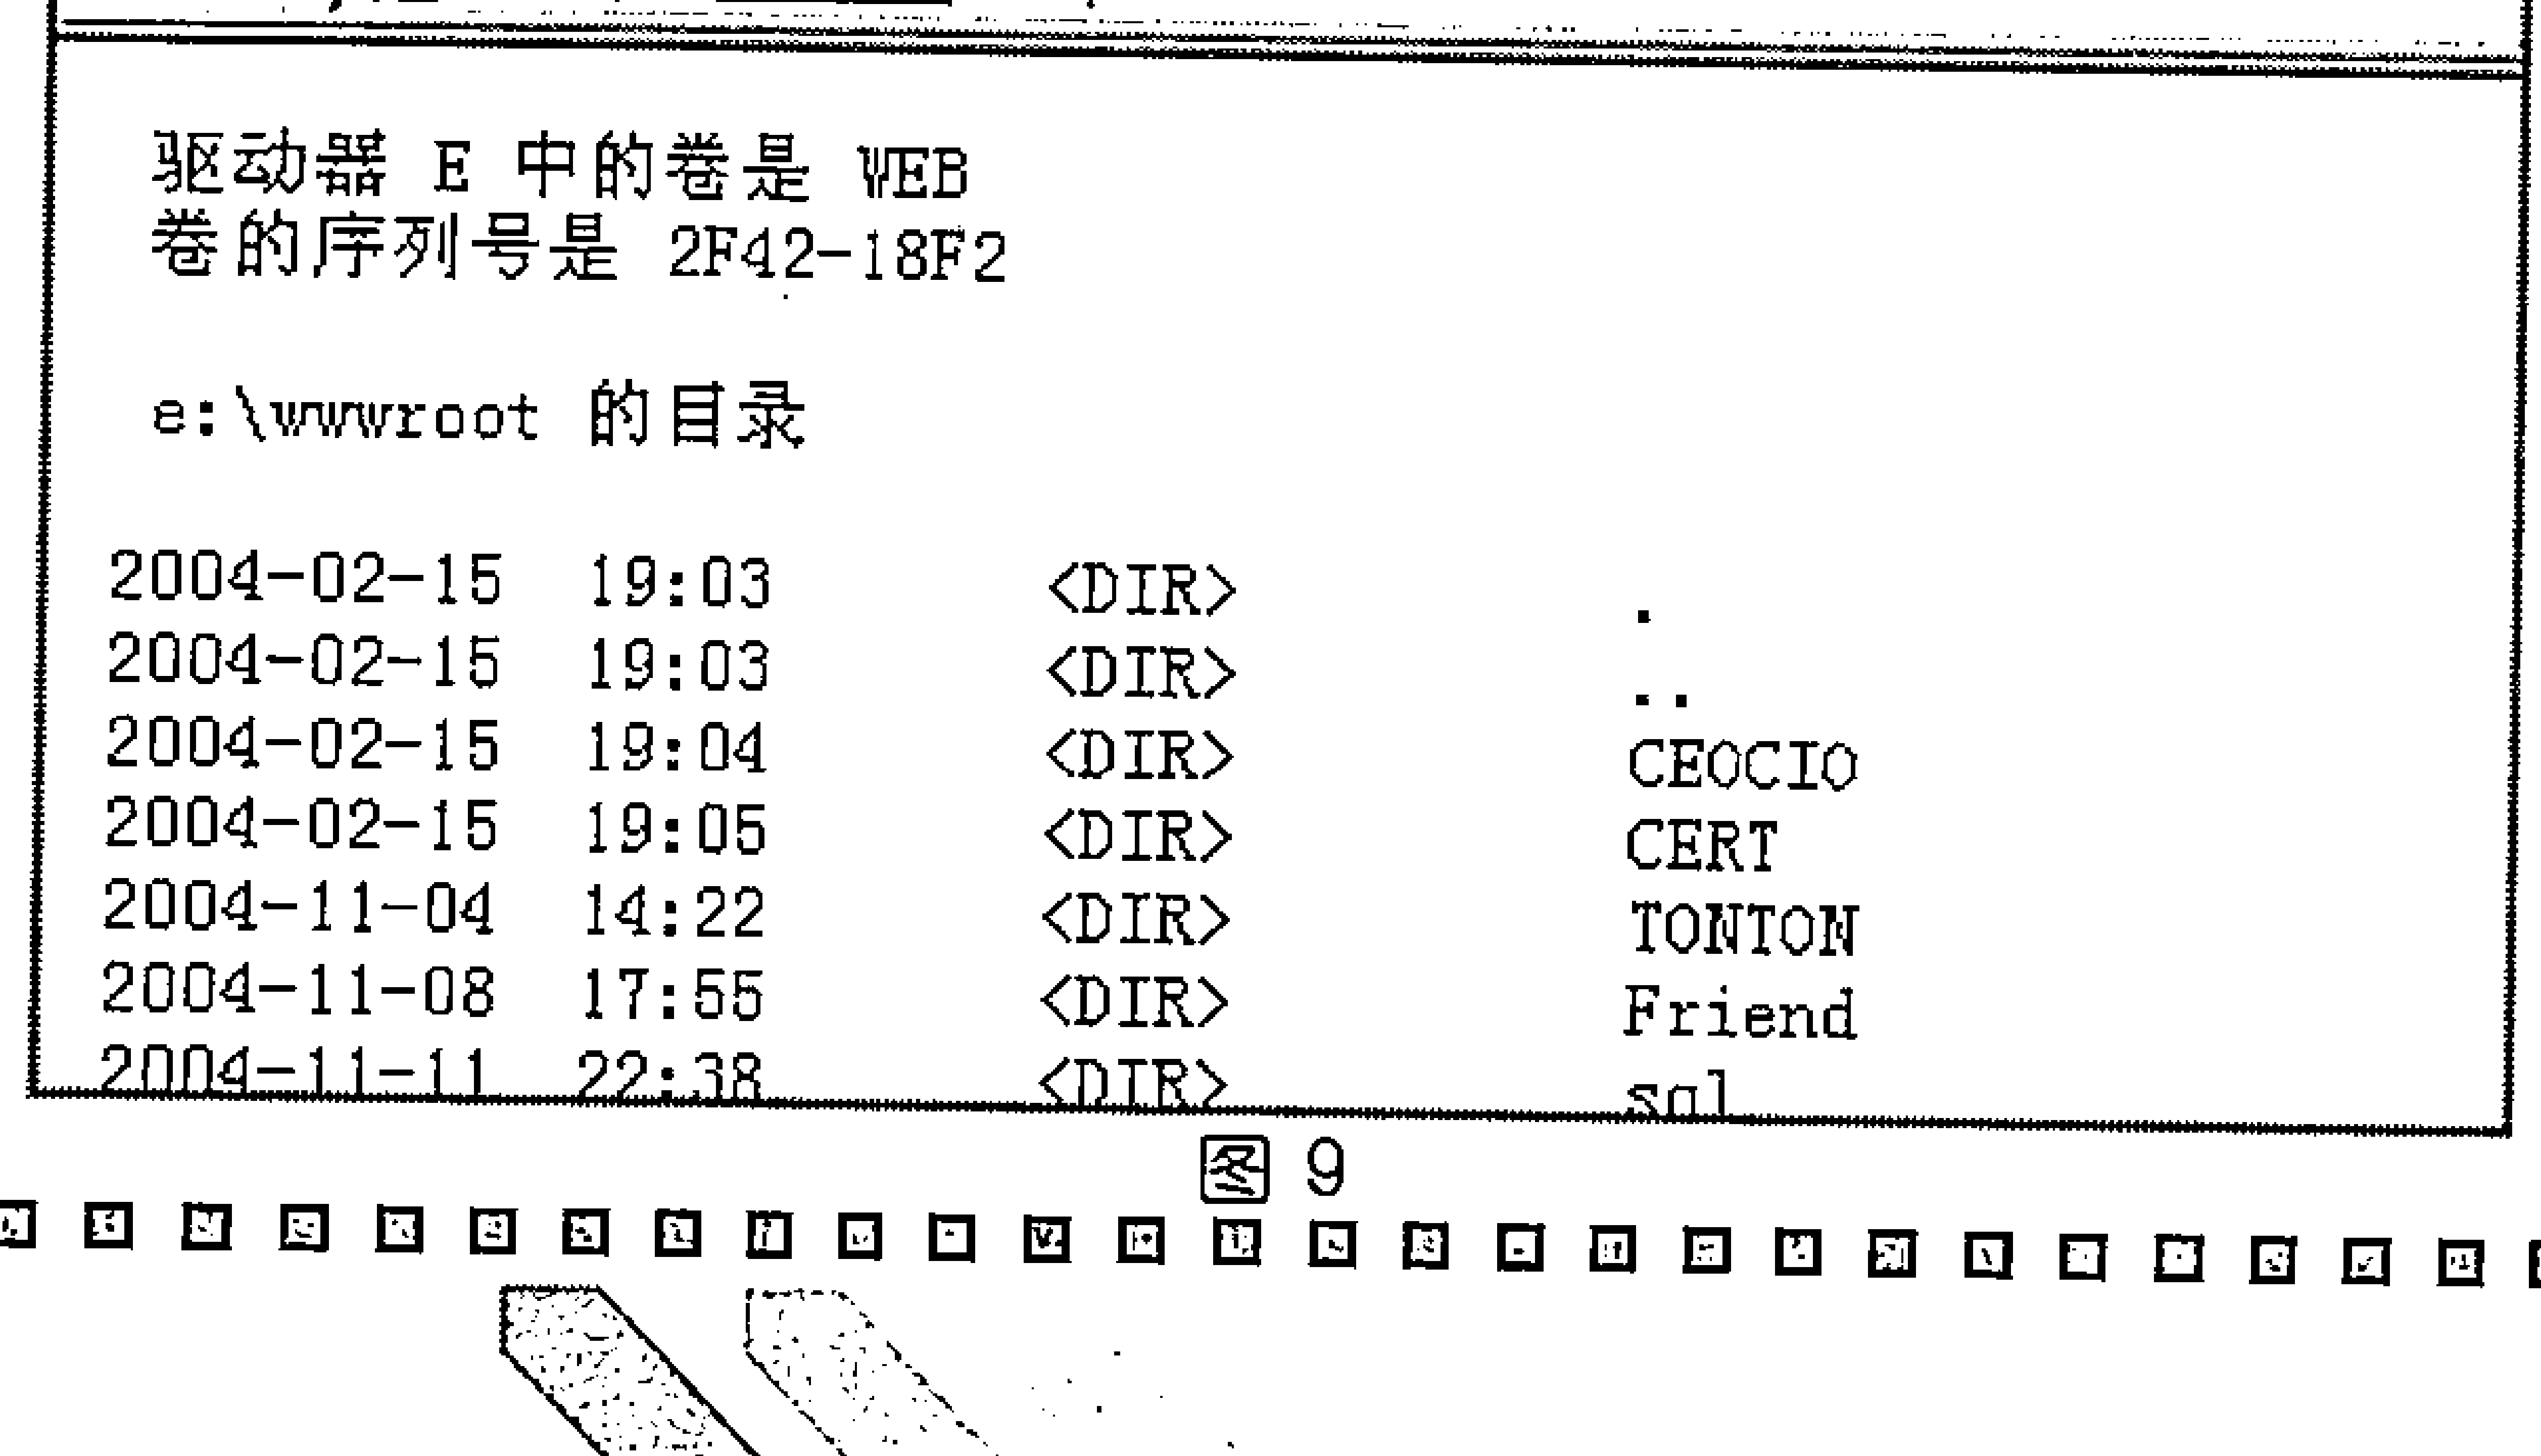 驱动器 E 中的卷是 WEB
卷的序列号是 2F42-18F2
e:\wwwroot 的目录
2004-02-15 19:03 <DIR> .
2004-02-15 19:03 <DIR> ..
2004-02-15 19:04 <DIR> CEOCIO
2004-02-15 19:05 <DIR> CERT
2004-11-04 14:22 <DIR> TONTON
2004-11-08 17:55 <DIR> Friend
2004-11-11 22:38 <DIR> sql
图 9